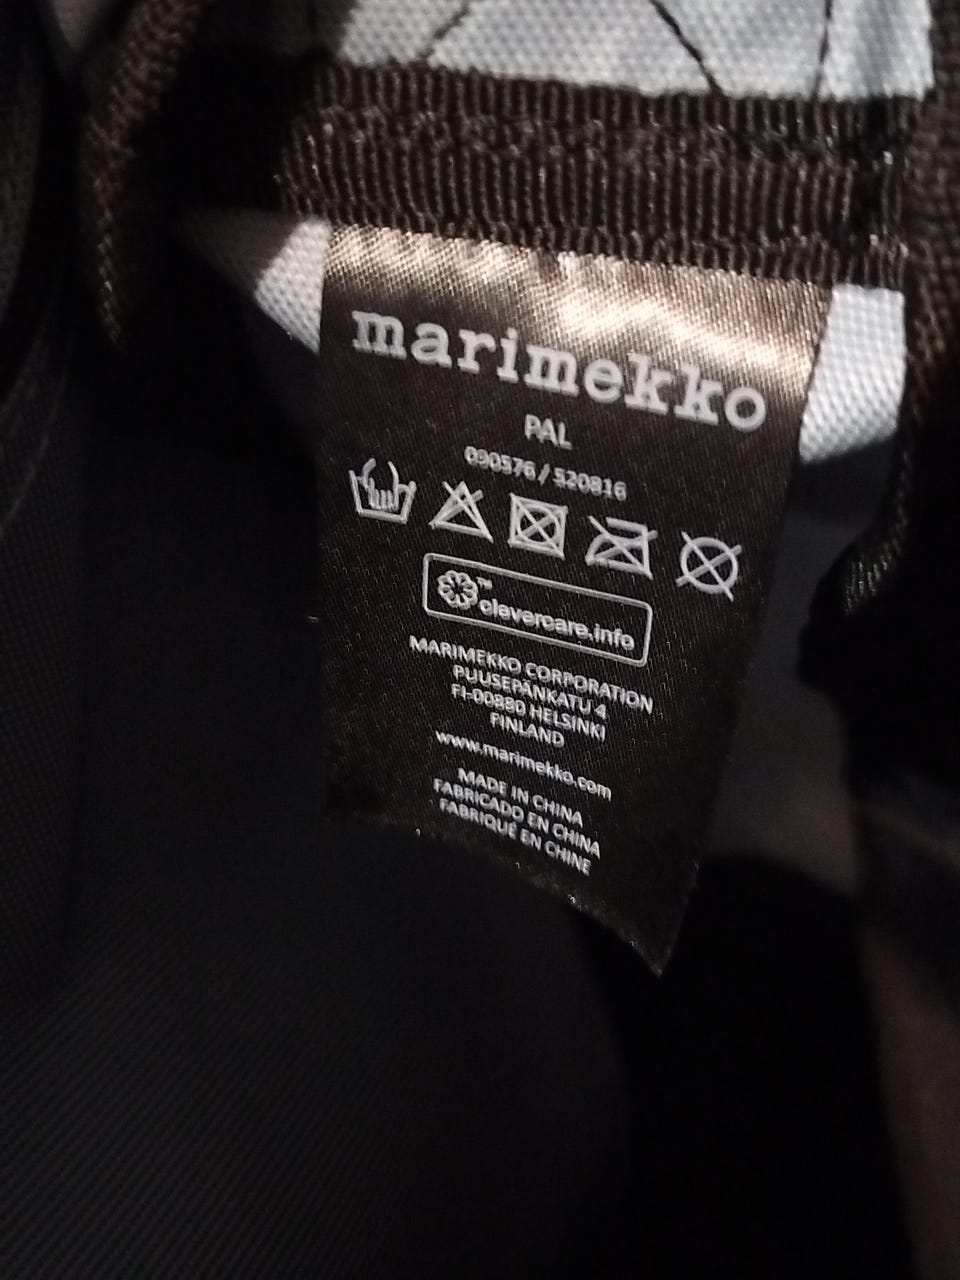 marimekko
PAL
090576 / 520816
clevercare.info
MARIMEKKO CORPORATION
PUUSEPÄNKATU 4
FI-00880 HELSINKI
FINLAND
www.marimekko.com
MADE IN CHINA
FABRICADO EN CHINA
FABRIQUÉ EN CHINE